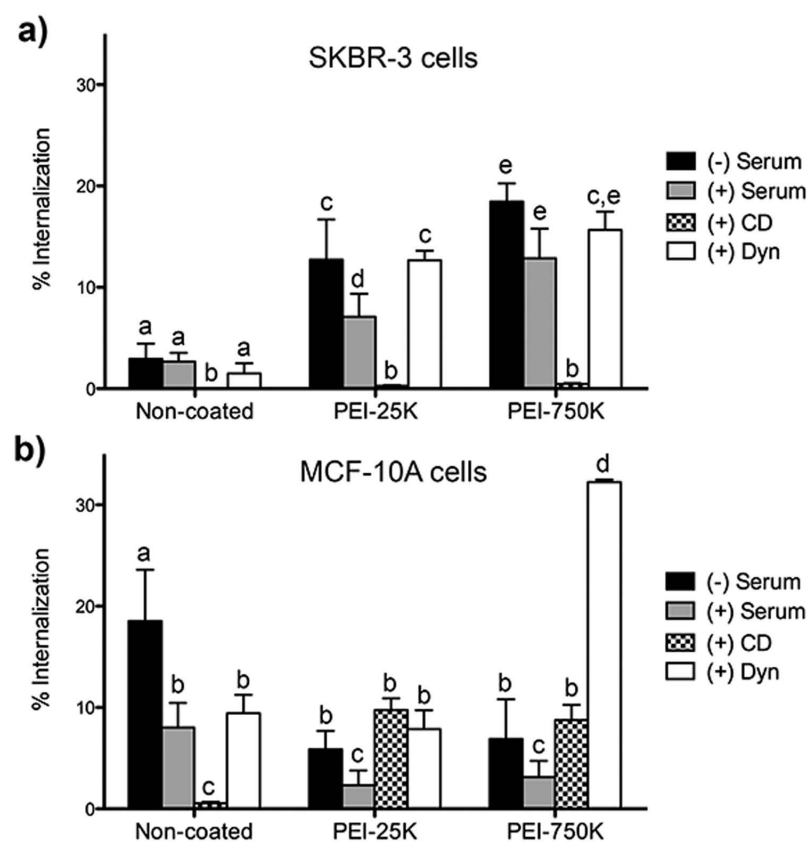 a)
SKBR-3 cells
% Internalization
30
20
10
0
a a b a
c d b c
e e b c,e
Non-coated PEI-25K PEI-750K
(-) Serum
(+) Serum
(+) CD
(+) Dyn
b)
MCF-10A cells
% Internalization
30
20
10
0
a b c b
b c b b
b c b d
Non-coated PEI-25K PEI-750K
(-) Serum
(+) Serum
(+) CD
(+) Dyn